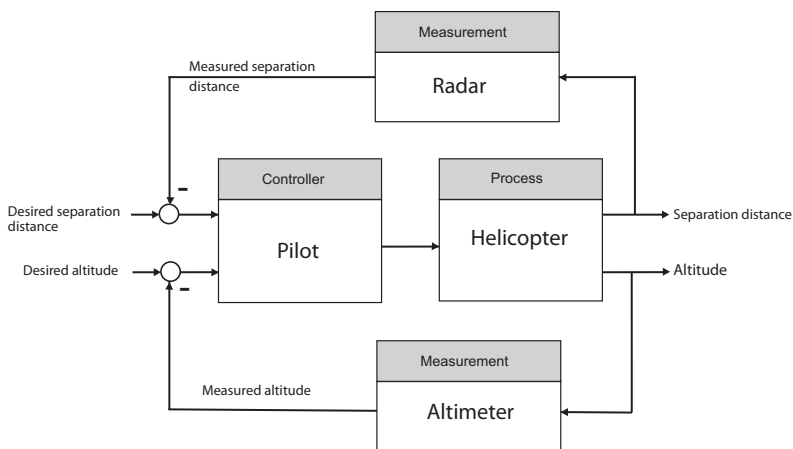 Measurement
Radar
Measured separation
distance
-
Controller
Pilot
Process
Helicopter
Desired separation
distance
Separation distance
Desired altitude
-
Altitude
Measurement
Altimeter
Measured altitude